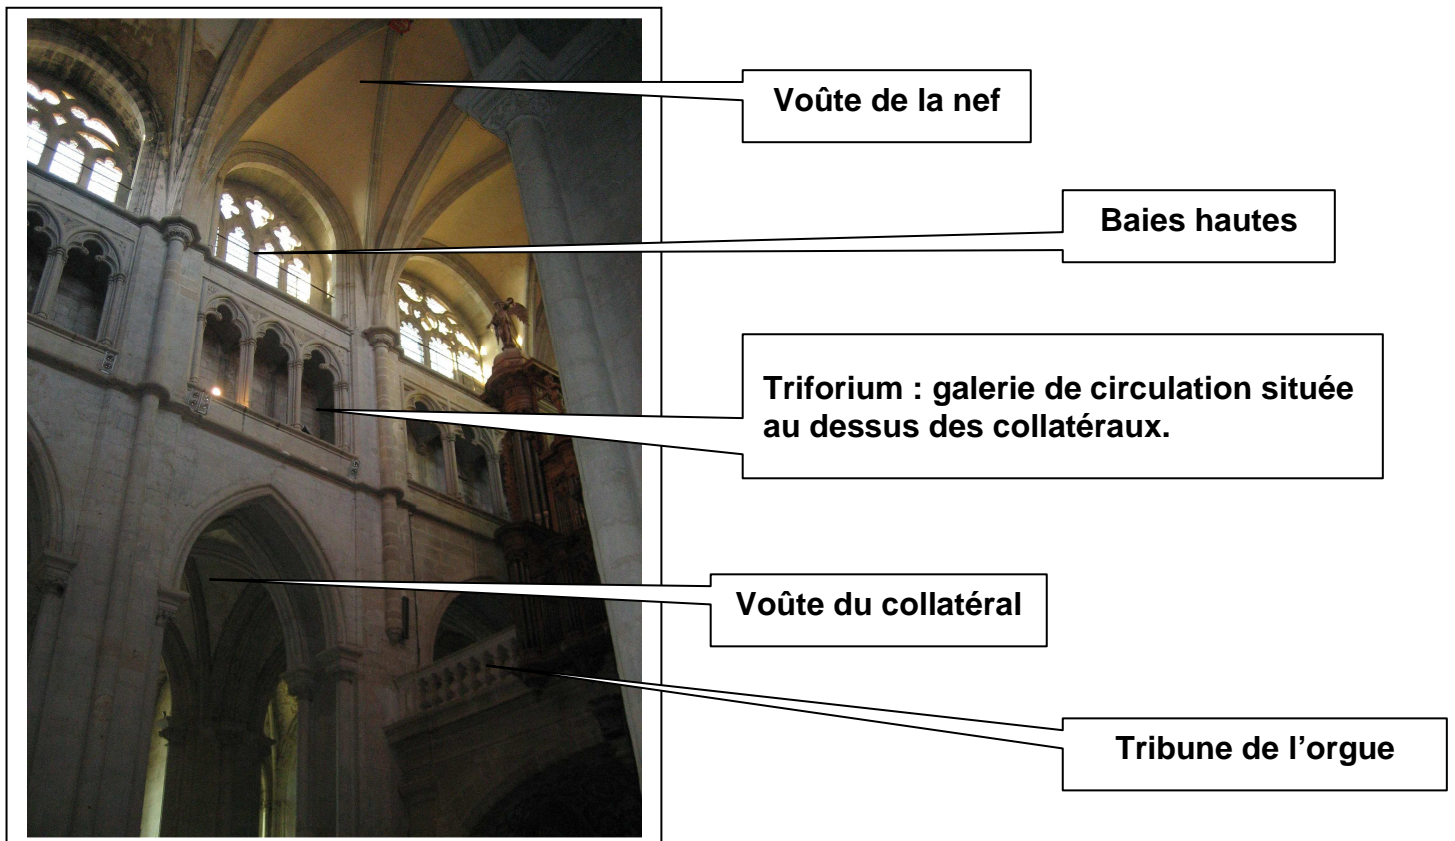 Voûte de la nef
Baies hautes
Triforium : galerie de circulation située
au dessus des collatéraux.
Voûte du collatéral
Tribune de l’orgue